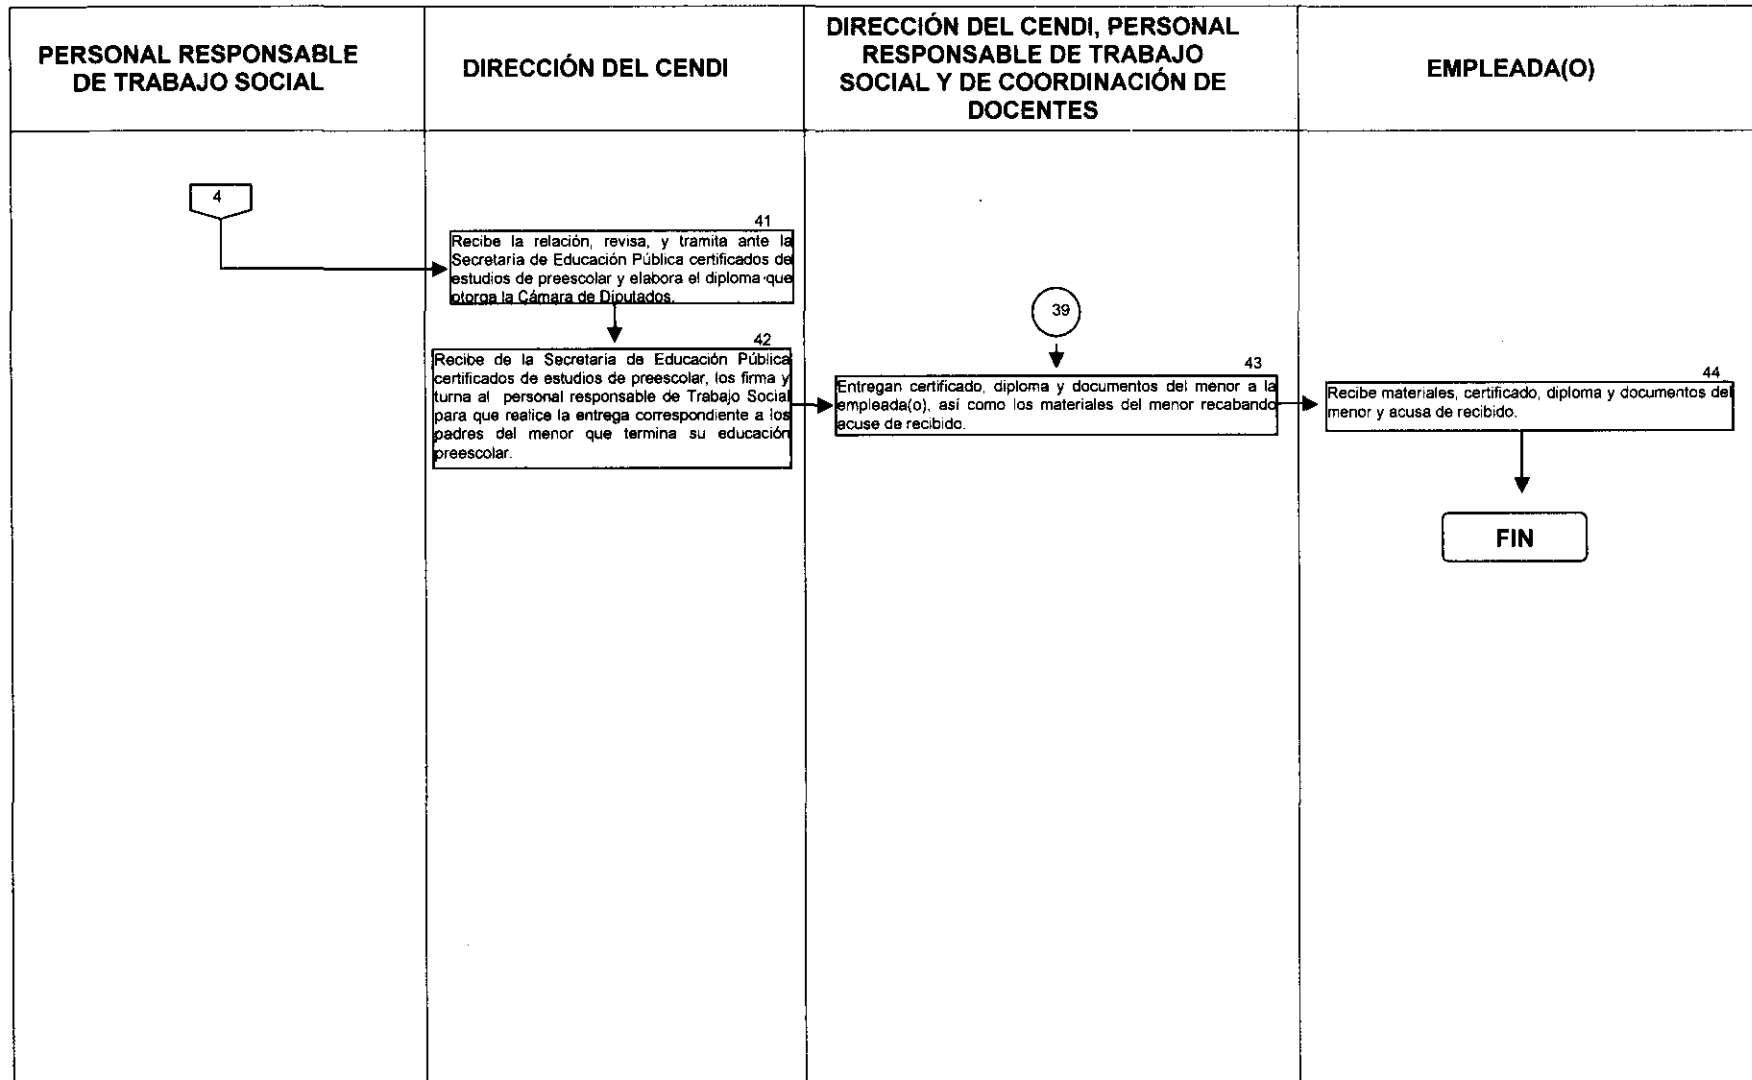 PERSONAL RESPONSABLE
DE TRABAJO SOCIAL
DIRECCIÓN DEL CENDI
DIRECCIÓN DEL CENDI, PERSONAL
RESPONSABLE DE TRABAJO
SOCIAL Y DE COORDINACIÓN DE
DOCENTES
EMPLEADA(O)
4
41
Recibe la relación, revisa, y tramita ante la
Secretaría de Educación Pública certificados de
estudios de preescolar y elabora el diploma que
otorga la Cámara de Diputados.
42
Recibe de la Secretaria de Educación Pública
certificados de estudios de preescolar, los firma y
turna al personal responsable de Trabajo Social
para que realice la entrega correspondiente a los
padres del menor que termina su educación
preescolar.
39
43
Entregan certificado, diploma y documentos del menor a la
empleada(o), así como los materiales del menor recabando
acuse de recibido.
44
Recibe materiales, certificado, diploma y documentos del
menor y acusa de recibido.
FIN